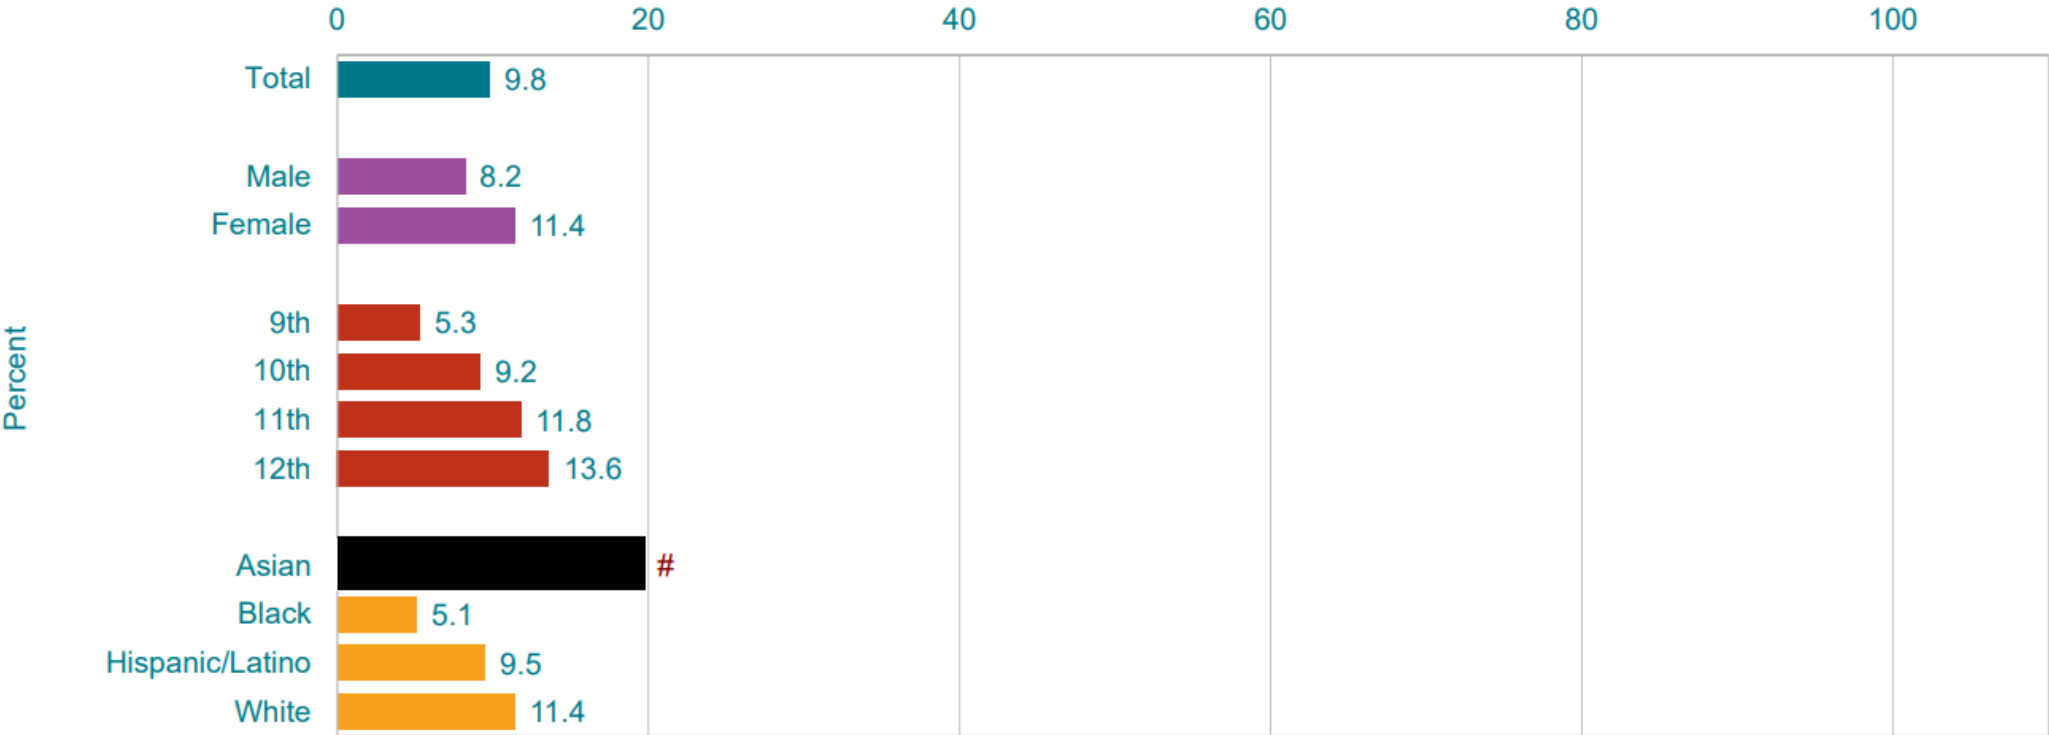 0 20 40 60 80 100
Total 9.8
Male 8.2
Female 11.4
Percent
9th 5.3
10th 9.2
11th 11.8
12th 13.6
Asian #
Black 5.1
Hispanic/Latino 9.5
White 11.4